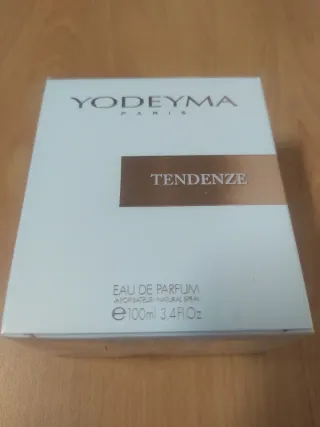 YODEYMA
PARIS
TENDENZE
EAU DE PARFUM
VAPORISATEUR NATURAL SPRAY
℮100ml 3.4Fl.Oz